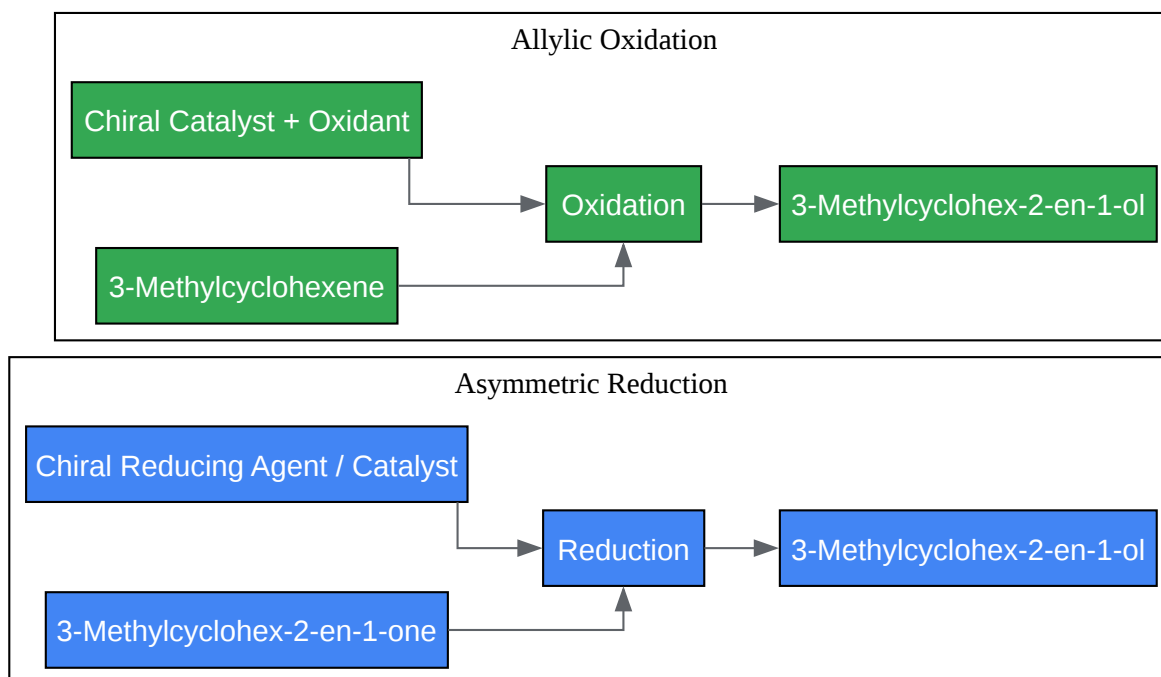 Allylic Oxidation
Chiral Catalyst + Oxidant
Oxidation
3-Methylcyclohex-2-en-1-ol
3-Methylcyclohexene
Asymmetric Reduction
Chiral Reducing Agent / Catalyst
Reduction
3-Methylcyclohex-2-en-1-ol
3-Methylcyclohex-2-en-1-one